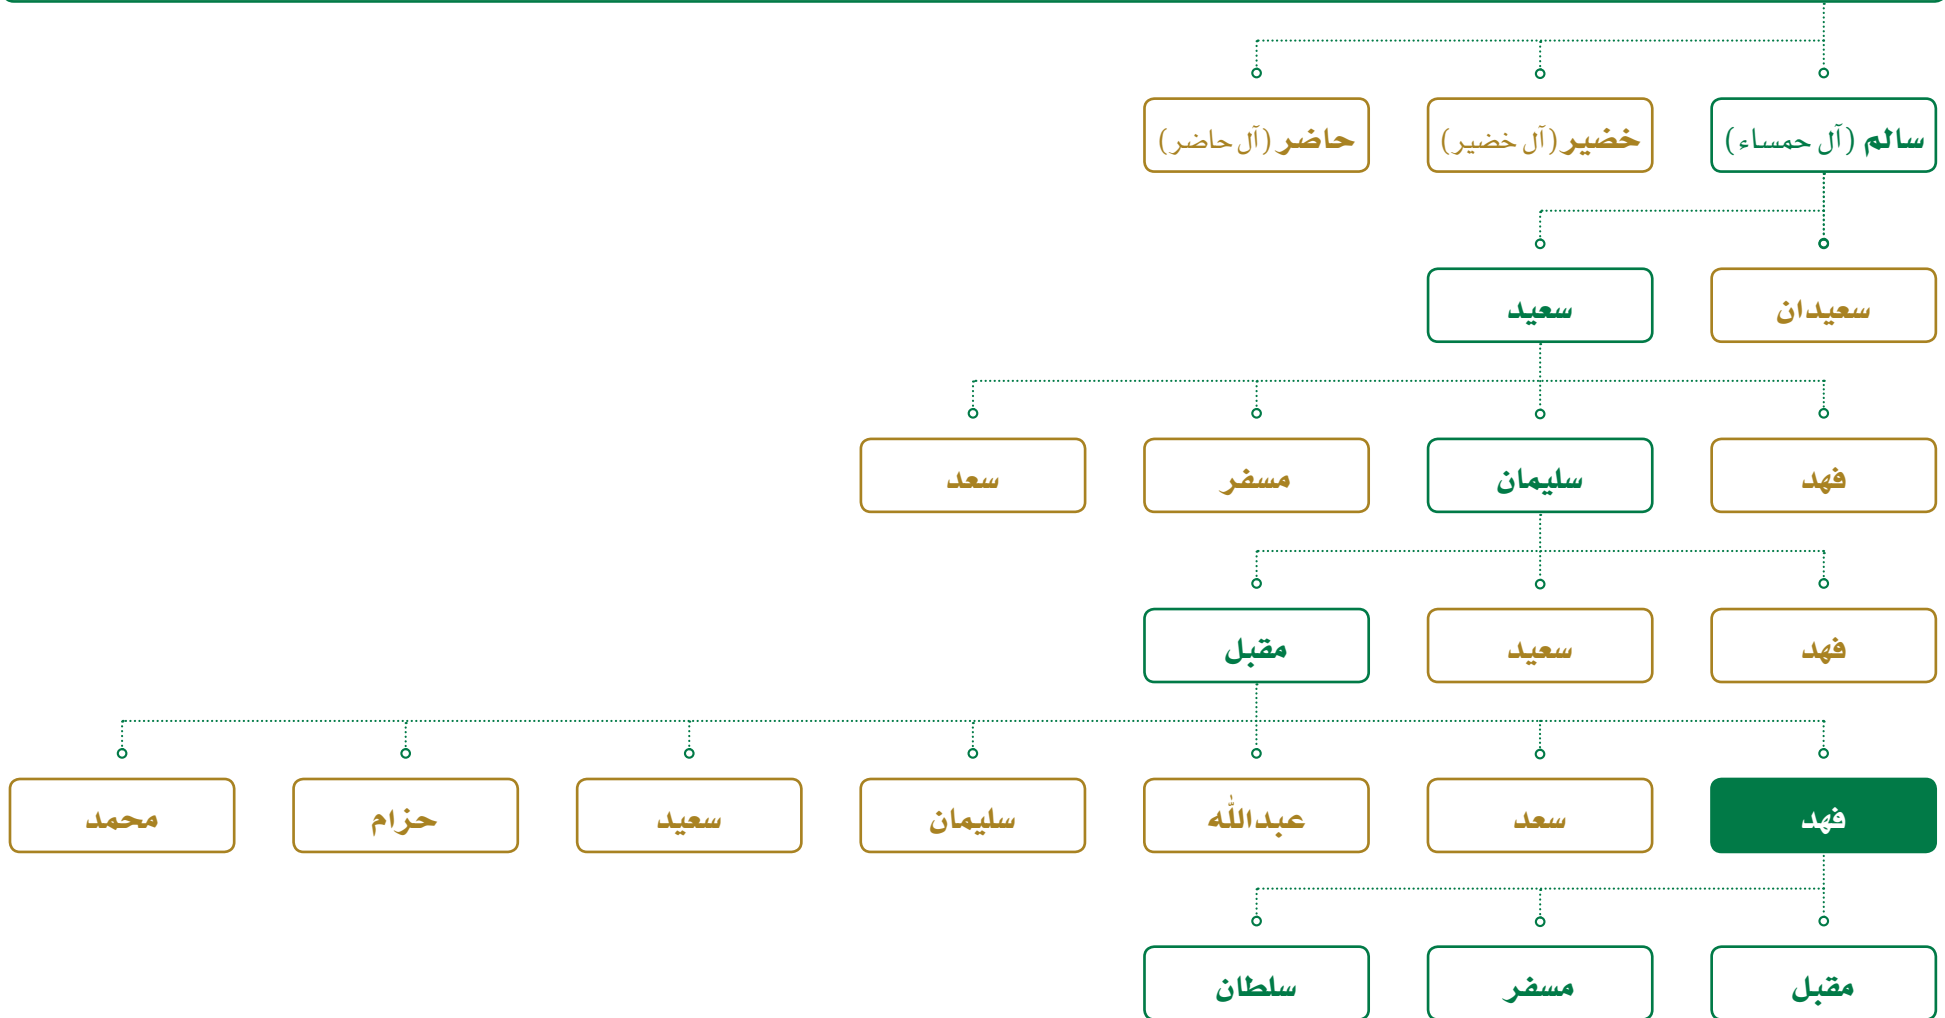 سالم (آل حمساء)
خضير (آل خضير)
حاضر (آل حاضر)
سعيدان
سعيد
فهد
سليمان
مسفر
سعد
فهد
سعيد
مقبل
فهد
سعد
عبدالله
سليمان
سعيد
حزام
محمد
مقبل
مسفر
سلطان